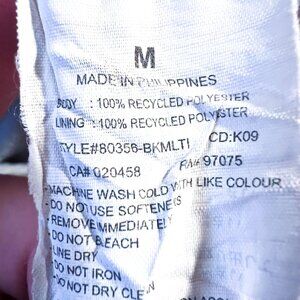 M
MADE IN PHILIPPINES
BODY : 100% RECYCLED POLYESTER
LINING : 100% RECYCLED POLYESTER
STYLE#80356-BKMLTI CD:K09
CA# 020458 RN# 97075
- MACHINE WASH COLD WITH LIKE COLOUR
- DO NOT USE SOFTENERS
- REMOVE IMMEDIATELY
- DO NOT BLEACH
- LINE DRY
- DO NOT IRON
- DO NOT DRY CLEAN